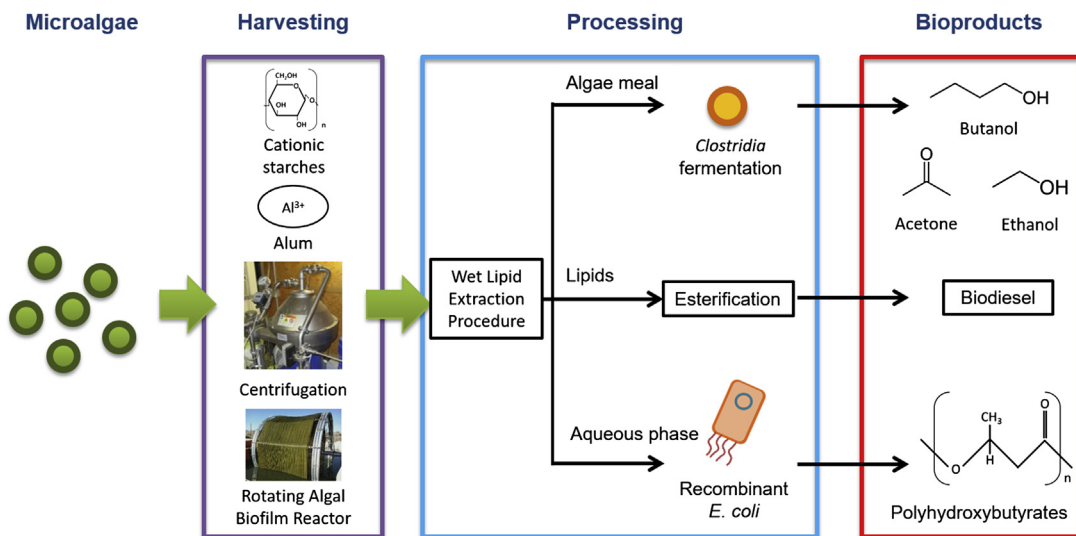 Microalgae
Harvesting
Processing
Bioproducts
CH₂OH
O
OH
O
OH
n
Cationic
starches
Al³⁺
Alum
Centrifugation
Rotating Algal
Biofilm Reactor
Wet Lipid
Extraction
Procedure
Algae meal
Clostridia
fermentation
Lipids
Esterification
Aqueous phase
Recombinant
E. coli
OH
Butanol
O
Acetone
OH
Ethanol
Biodiesel
CH₃
O
O
H
n
Polyhydroxybutyrates